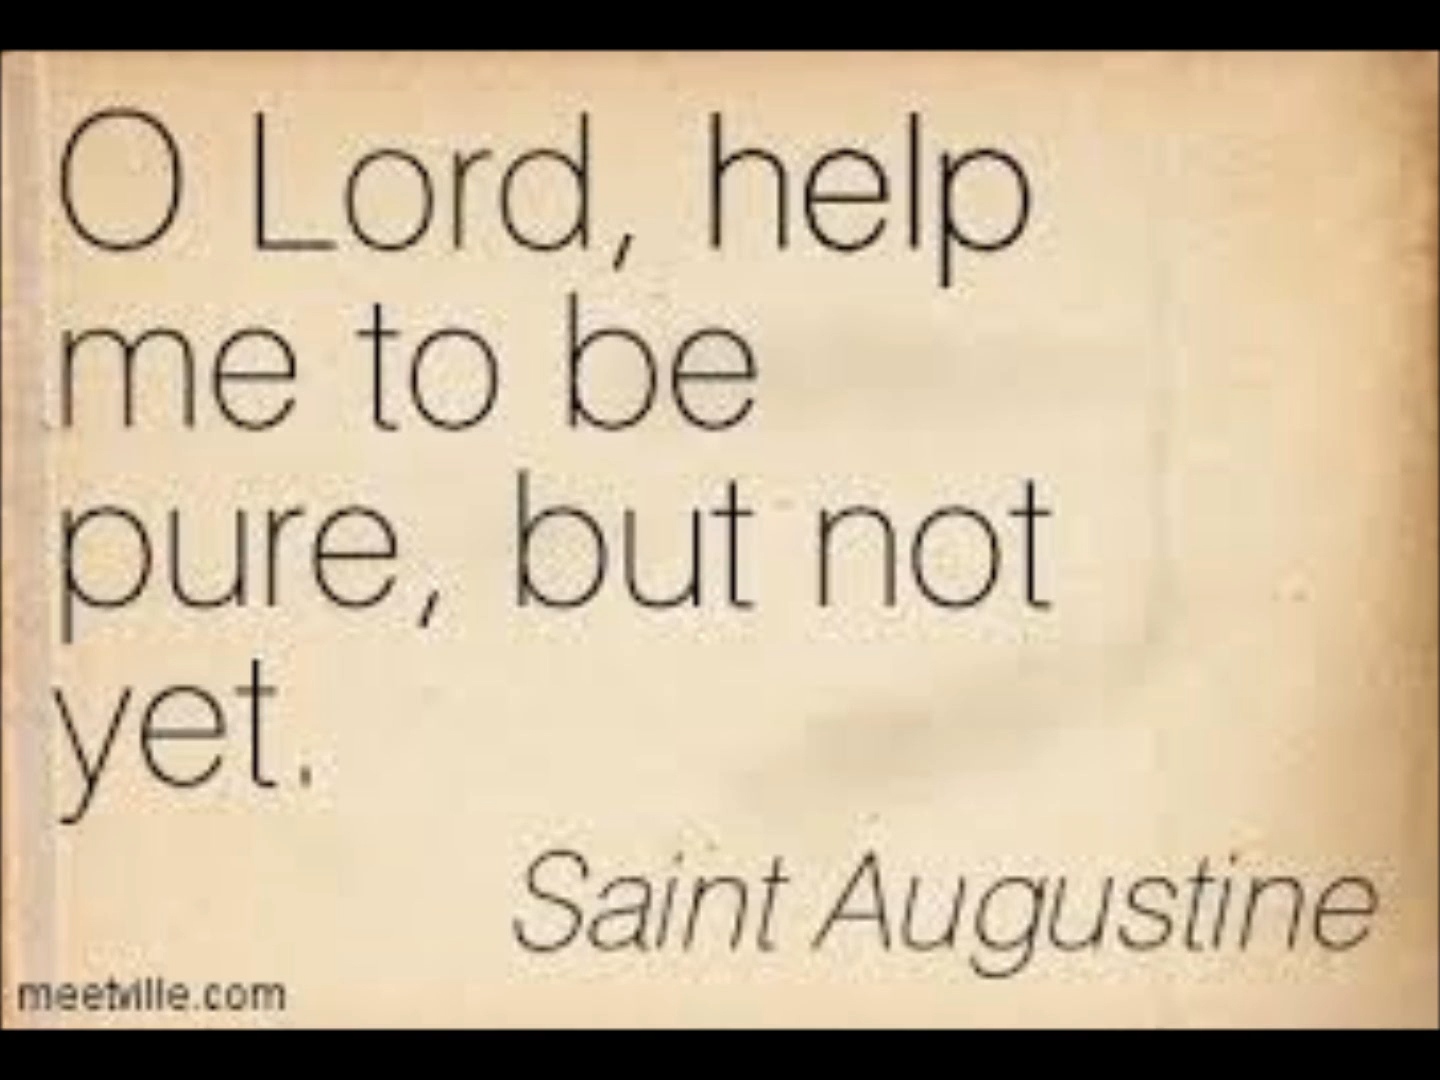 O Lord, help
me to be
pure, but not
yet.
Saint Augustine
meetville.com